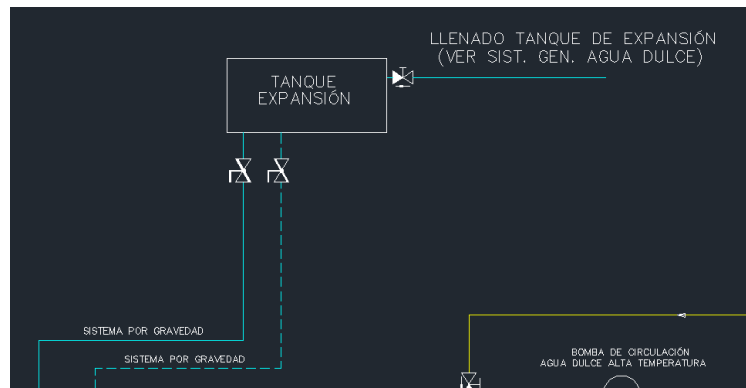 LLENADO TANQUE DE EXPANSIÓN
(VER SIST. GEN. AGUA DULCE)
TANQUE
EXPANSIÓN
SISTEMA POR GRAVEDAD
SISTEMA POR GRAVEDAD
BOMBA DE CIRCULACIÓN
AGUA DULCE ALTA TEMPERATURA